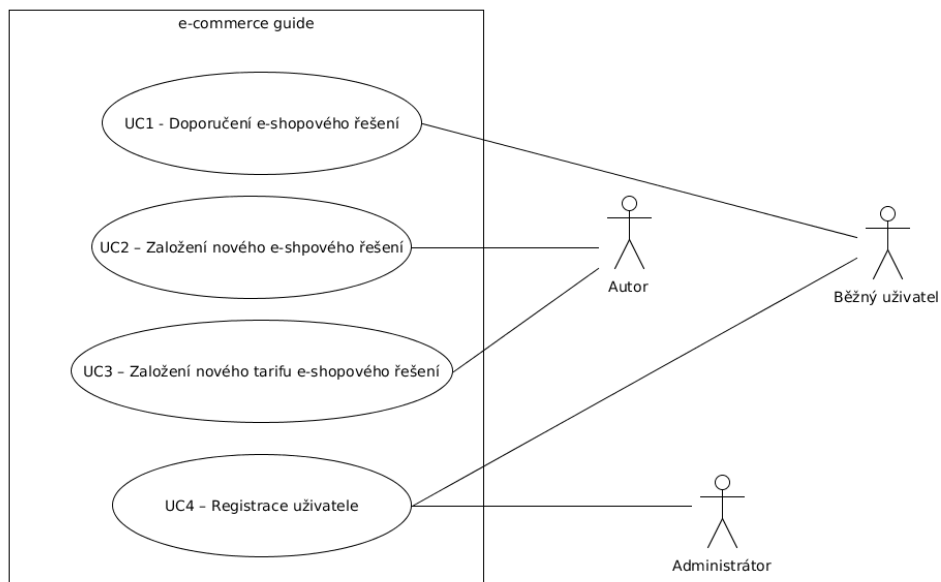 e-commerce guide
UC1 - Doporučení e-shopového řešení
UC2 – Založení nového e-shpového řešení
Autor
Běžný uživatel
UC3 – Založení nového tarifu e-shopového řešení
UC4 – Registrace uživatele
Administrátor